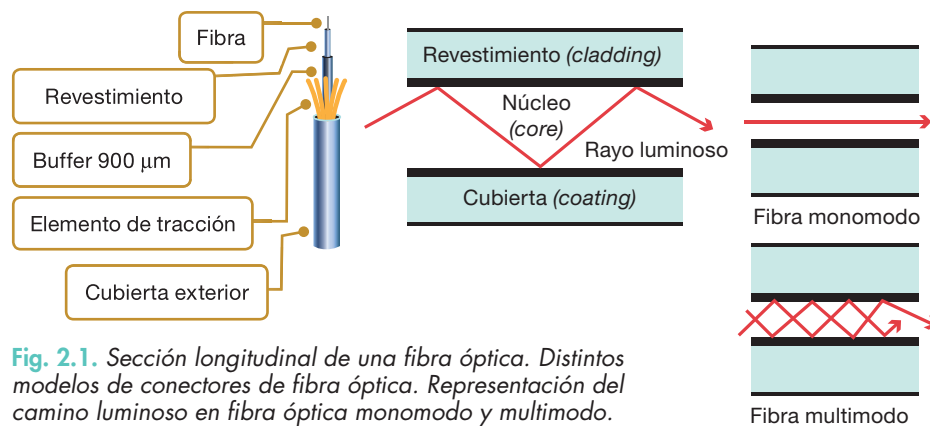 Fibra
Revestimiento
Buffer 900 μm
Elemento de tracción
Cubierta exterior
Revestimiento (cladding)
Núcleo
(core)
Rayo luminoso
Cubierta (coating)
Fibra monomodo
Fibra multimodo
Fig. 2.1. Sección longitudinal de una fibra óptica. Distintos
modelos de conectores de fibra óptica. Representación del
camino luminoso en fibra óptica monomodo y multimodo.